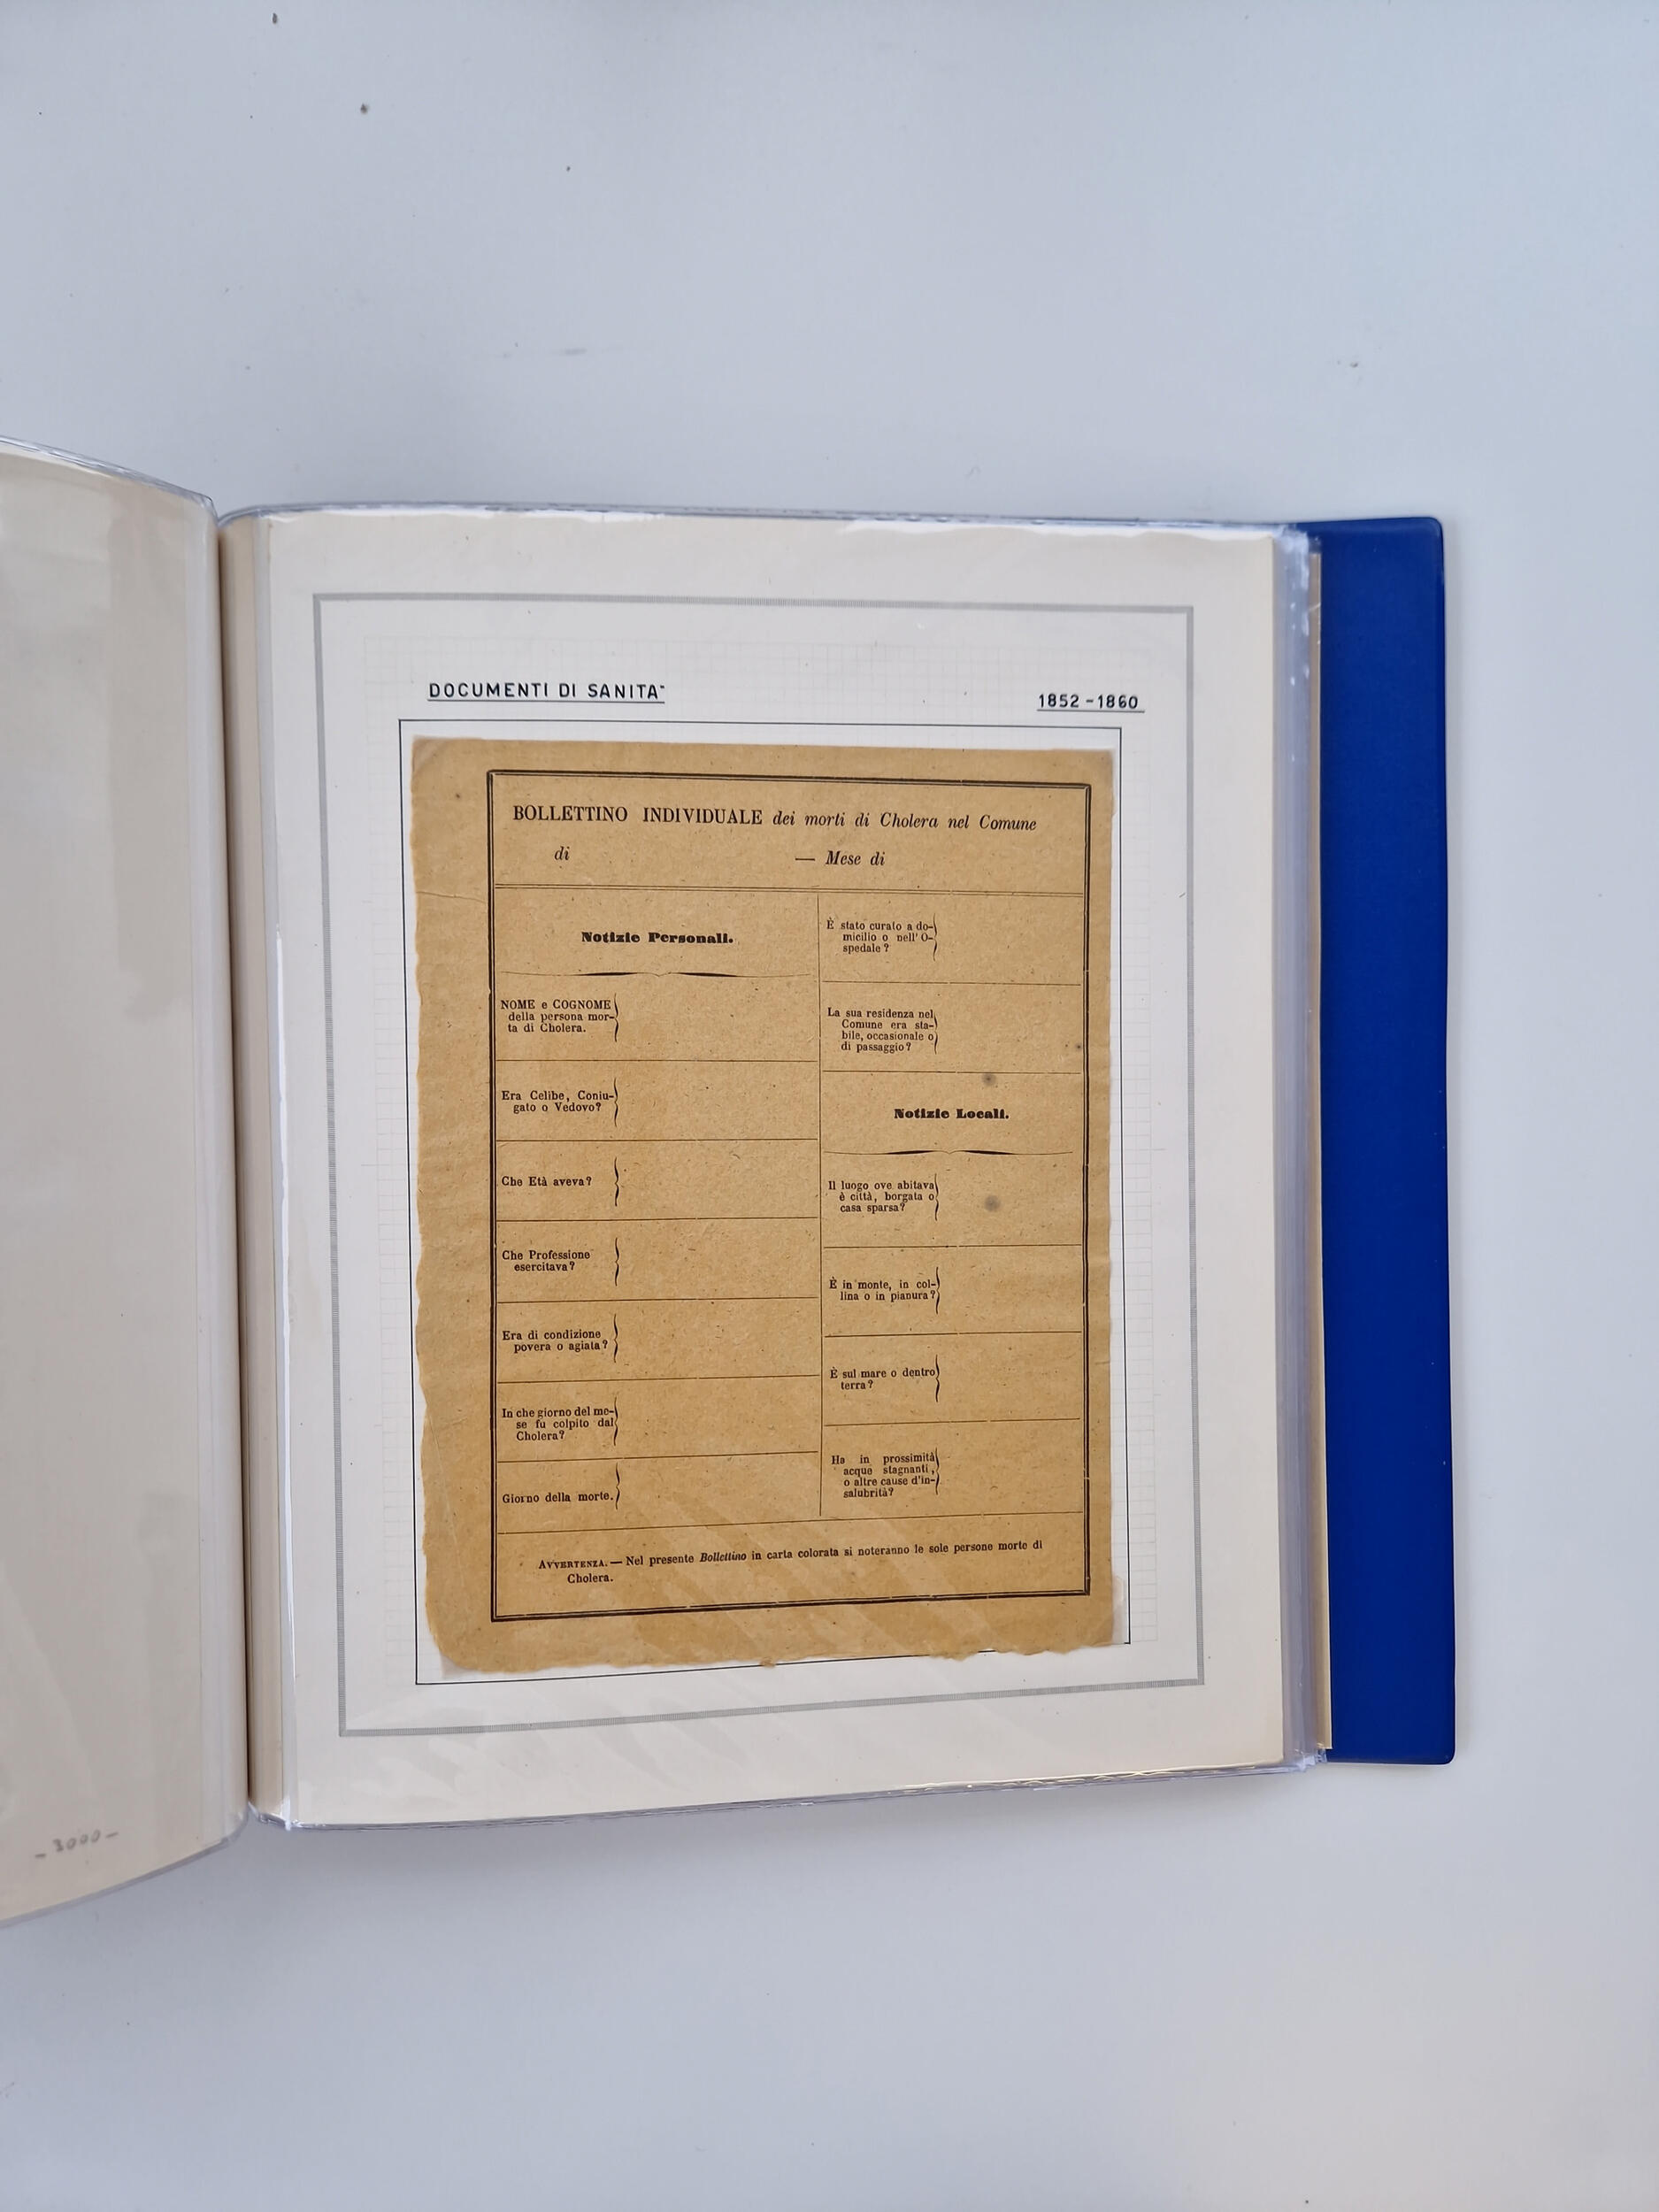 DOCUMENTI DI SANITA'
1852-1860
BOLLETTINO INDIVIDUALE dei morti di Cholera nel Comune
di — Mese di
Notizie Personali.
NOME e COGNOME
della persona mor-
ta di Cholera.
Era Celibe, Coniu-
gato o Vedovo?
Che Età aveva?
Che Professione
esercitava?
Era di condizione
povera o agiata?
In che giorno del me-
se fu colpito dal
Cholera?
Giorno della morte.
È stato curato a do-
micilio o nell' O-
spedale?
La sua residenza nel
Comune era sta-
bile, occasionale o
di passaggio?
Notizie Locali.
Il luogo ove abitava
è città, borgata o
casa sparsa?
È in monte, in col-
lina o in pianura?
È sul mare o dentro
terra?
Ha in prossimità
acque stagnanti,
o altre cause d'in-
salubrità?
AVVERTENZA. — Nel presente Bollettino in carta colorata si noteranno le sole persone morte di
Cholera.
-3000-